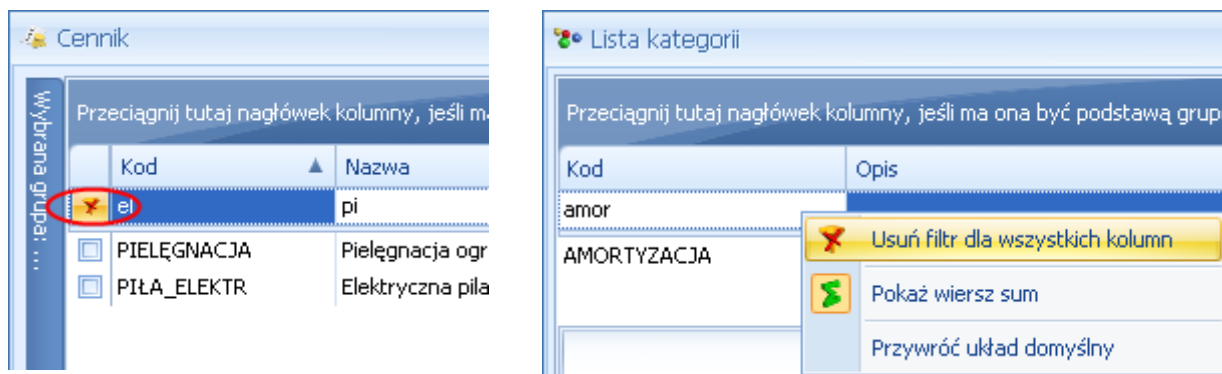 Cennik
Wybrana grupa: ...
Przeciągnij tutaj nagłówek kolumny, jeśli
Kod Nazwa
el pi
PIELĘGNACJA Pielęgnacja ogr
PIŁA_ELEKTR Elektryczna pila
Lista kategorii
Przeciągnij tutaj nagłówek kolumny, jeśli ma ona być podstawą grup
Kod Opis
amor
AMORTYZACJA
Usuń filtr dla wszystkich kolumn
Pokaż wiersz sum
Przywróć układ domyślny